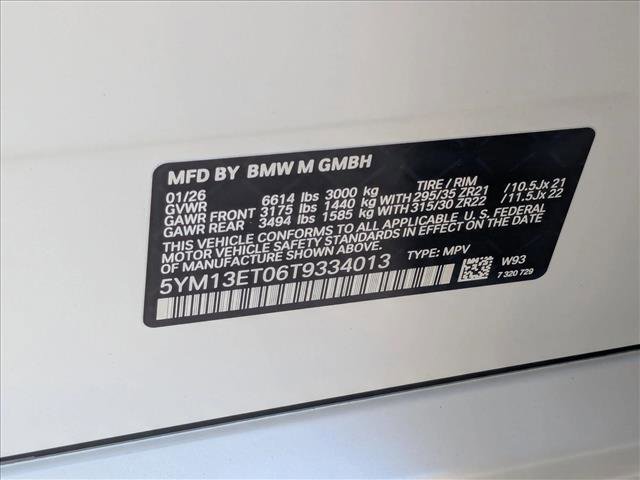 MFD BY BMW M GMBH
01/26 TIRE / RIM
GVWR 6614 lbs 3000 kg
GAWR FRONT 3175 lbs 1440 kg WITH 295/35 ZR21 /10.5Jx 21
GAWR REAR 3494 lbs 1585 kg WITH 315/30 ZR22 /11.5Jx 22
THIS VEHICLE CONFORMS TO ALL APPLICABLE U.S. FEDERAL
MOTOR VEHICLE SAFETY STANDARDS IN EFFECT ON THE DATE
OF MANUFACTURE SHOWN ABOVE.
5YM13ET06T9334013 TYPE: MPV
W93
7 320 729